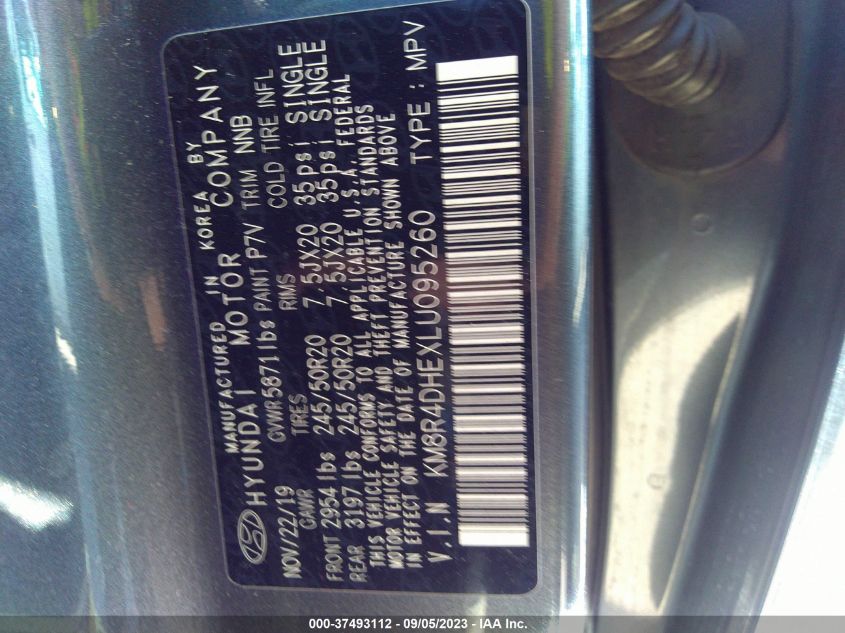 MANUFACTURED IN KOREA BY
HYUNDAI MOTOR COMPANY
NOV/22/19 GVWR 5871 lbs PAINT P7V TRIM NNB
GAWR TIRES RIMS COLD TIRE INFL
FRONT 2954 lbs 245/50R20 7.5JX20 35psi SINGLE
REAR 3197 lbs 245/50R20 7.5JX20 35psi SINGLE
THIS VEHICLE CONFORMS TO ALL APPLICABLE U.S.A. FEDERAL
MOTOR VEHICLE SAFETY AND THEFT PREVENTION STANDARDS
IN EFFECT ON THE DATE OF MANUFACTURE SHOWN ABOVE
V.I.N KM8R4DHEXLU095260 TYPE : MPV
000-37493112 - 09/05/2023 - IAA Inc.